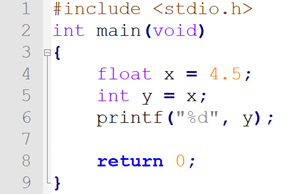 1 #include <stdio.h>
2 int main(void)
3 {
4 float x = 4.5;
5 int y = x;
6 printf("%d", y);
7
8 return 0;
9 }